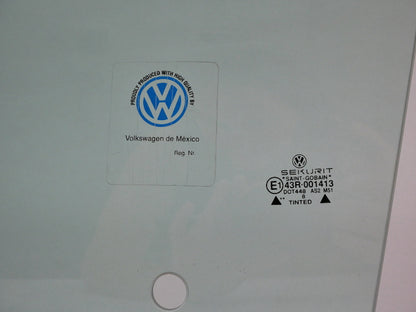 PROUDLY PRODUCED WITH HIGH QUALITY BY
Volkswagen de México
Reg. Nr.
SEKURIT
"SAINT-GOBAIN"
E1 43R-001413
DOT448 AS2 M51
8
TINTED